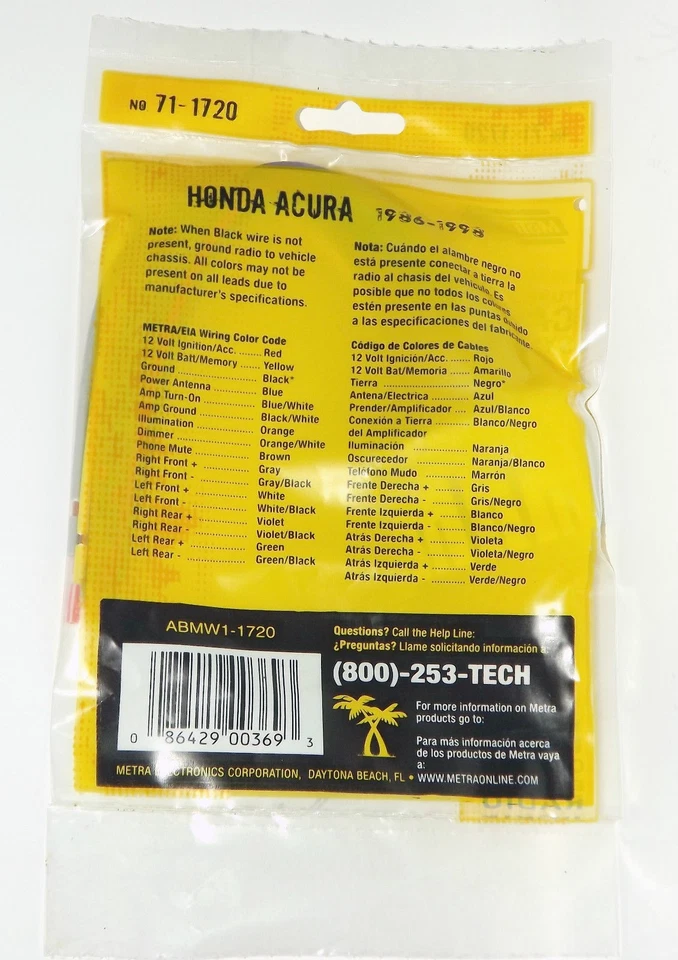 NO 71-1720
HONDA ACURA 1986-1998
Note: When Black wire is not
present, ground radio to vehicle
chassis. All colors may not be
present on all leads due to
manufacturer's specifications.
METRA/EIA Wiring Color Code
12 Volt Ignition/Acc. ....... Red
12 Volt Batt/Memory ....... Yellow
Ground ....... Black*
Power Antenna ....... Blue
Amp Turn-On ....... Blue/White
Amp Ground ....... Black/White
Illumination ....... Orange
Dimmer ....... Orange/White
Phone Mute ....... Brown
Right Front + ....... Gray
Right Front - ....... Gray/Black
Left Front + ....... White
Left Front - ....... White/Black
Right Rear + ....... Violet
Right Rear - ....... Violet/Black
Left Rear + ....... Green
Left Rear - ....... Green/Black
Nota: Cuándo el alambre negro no
está presente conectar a tierra la
radio al chasis del vehículo. Es
posible que no todos los colores
estén presente en las puntas debido
a las especificaciones del fabricante.
Código de Colores de Cables
12 Volt Ignición/Acc. ....... Rojo
12 Volt Bat/Memoria ....... Amarillo
Tierra ....... Negro*
Antena/Electrica ....... Azul
Prender/Amplificador .... Azul/Blanco
Conexión a Tierra ....... Blanco/Negro
del Amplificador
Iluminación ....... Naranja
Oscurecedor ....... Naranja/Blanco
Teléfono Mudo ....... Marrón
Frente Derecha + ....... Gris
Frente Derecha - ....... Gris/Negro
Frente Izquierda + ....... Blanco
Frente Izquierda - ....... Blanco/Negro
Atrás Derecha + ....... Violeta
Atrás Derecha - ....... Violeta/Negro
Atrás Izquierda + ....... Verde
Atrás Izquierda - ....... Verde/Negro
ABMW1-1720
0 86429 00369 3
Questions? Call the Help Line:
¿Preguntas? Llame solicitando información a:
(800)-253-TECH
For more information on Metra
products go to:
Para más información acerca
de los productos de Metra vaya
a:
METRA ELECTRONICS CORPORATION, DAYTONA BEACH, FL • WWW.METRAONLINE.COM